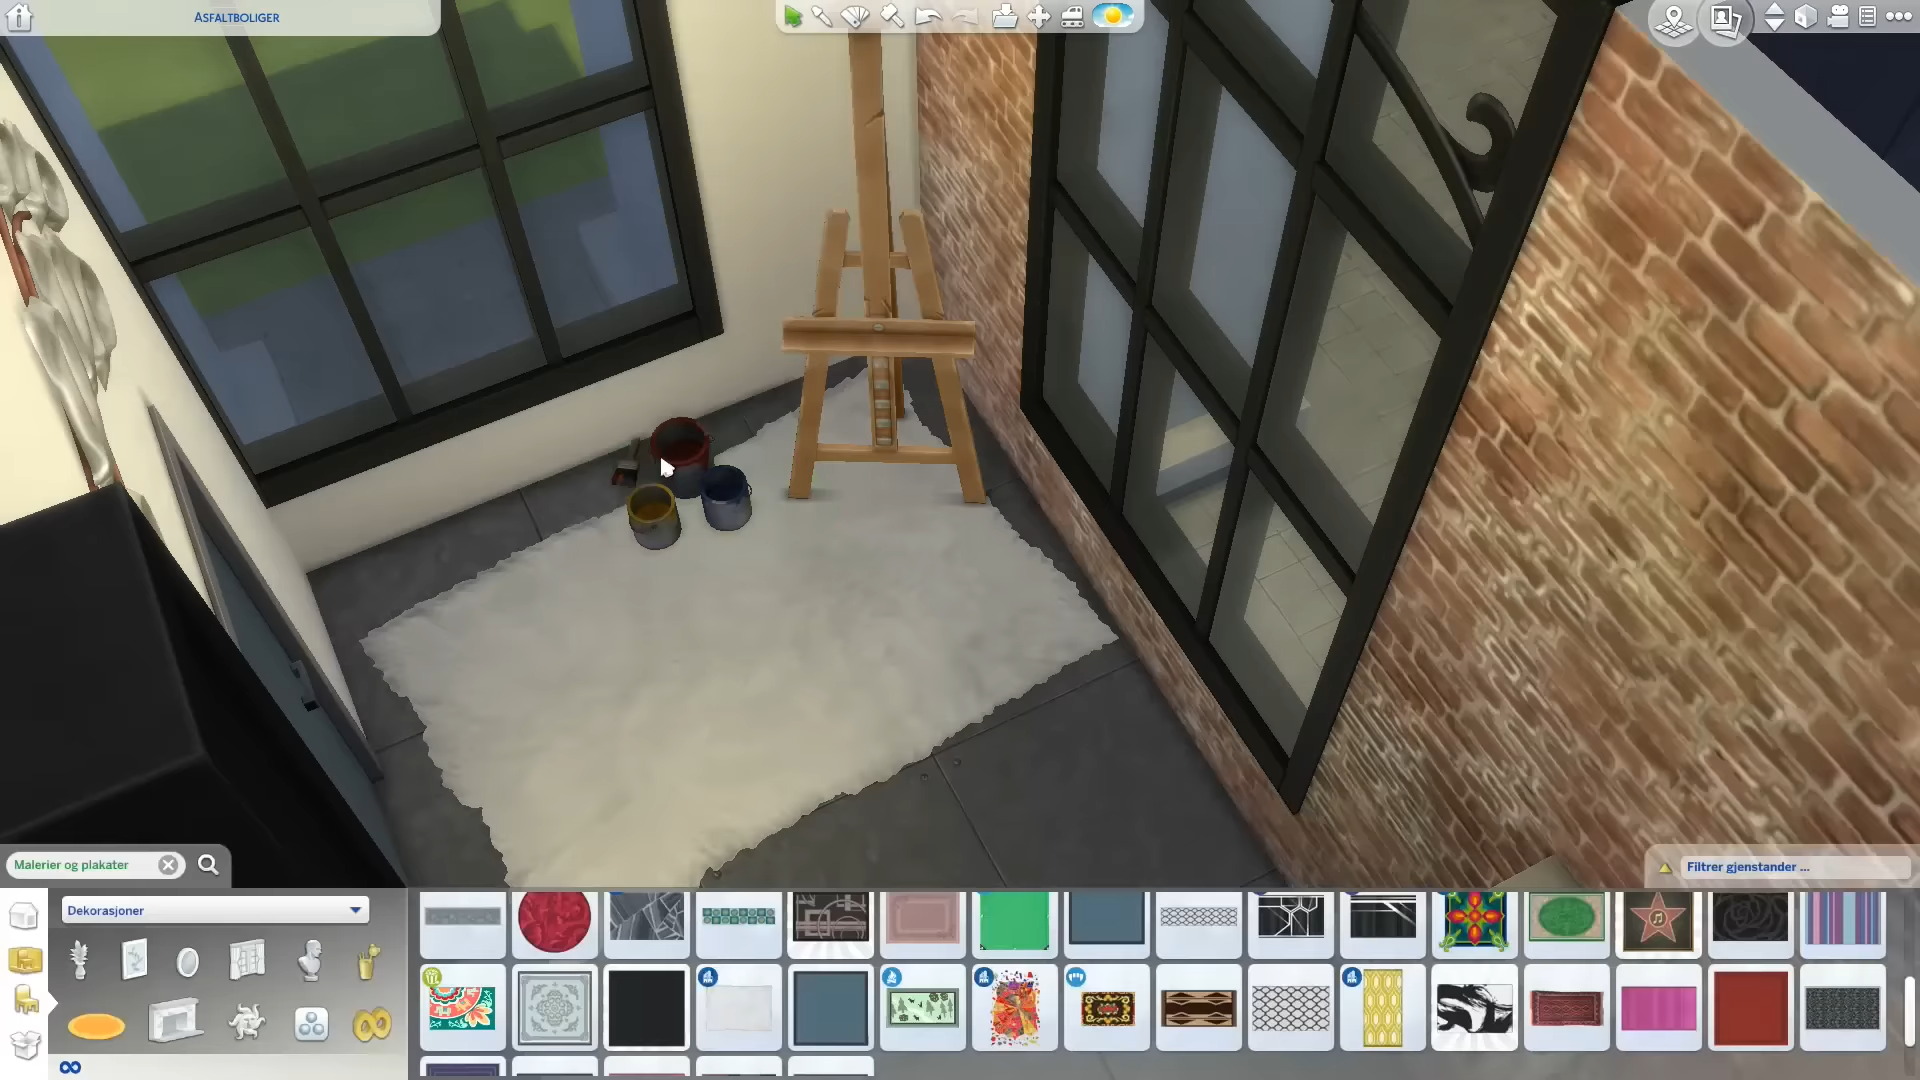 ASFALTBOLIGER
Malerier og plakater
Filtrer gjenstander ...
Dekorasjoner